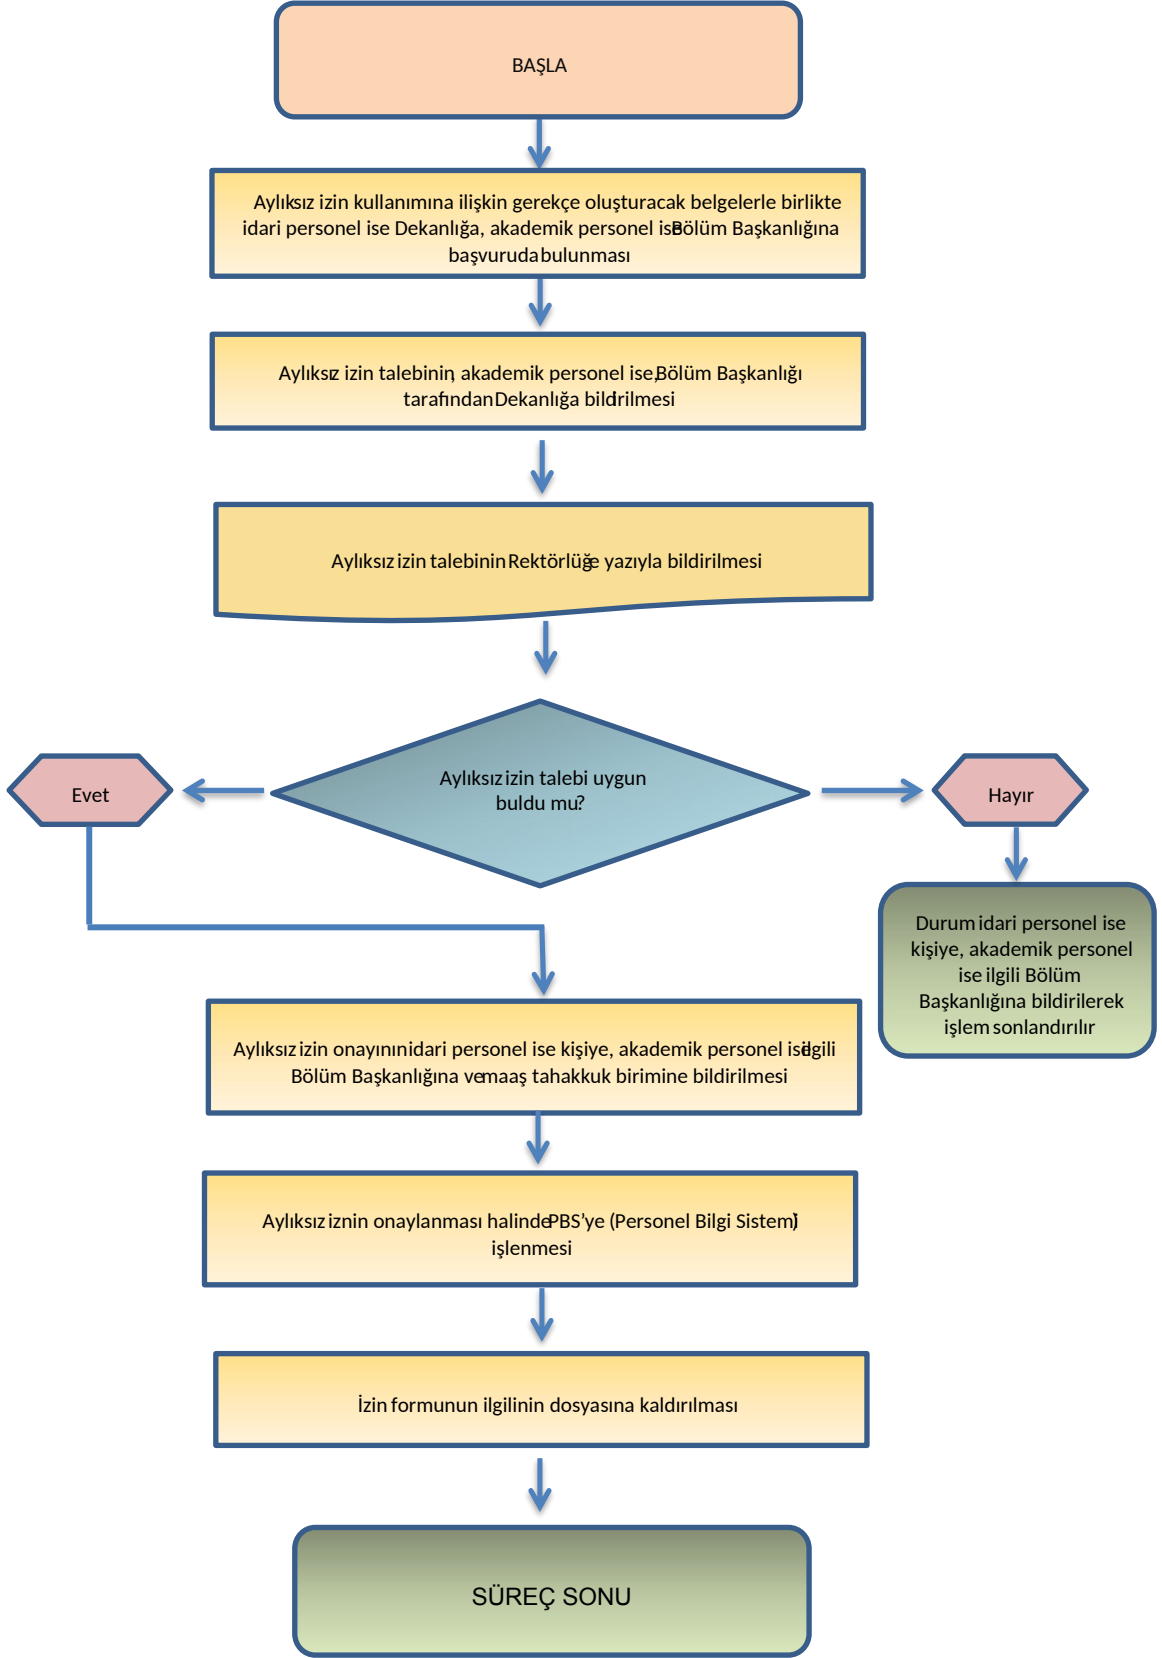 BAŞLA
Aylıksız izin kullanımına ilişkin gerekçe oluşturacak belgelerle birlikte
idari personel ise Dekanlığa, akademik personel ise Bölüm Başkanlığına
başvuruda bulunması
Aylıksız izin talebinin, akademik personel ise, Bölüm Başkanlığı
tarafından Dekanlığa bildirilmesi
Aylıksız izin talebinin Rektörlüğe yazıyla bildirilmesi
Aylıksız izin talebi uygun
buldu mu?
Evet
Hayır
Durum idari personel ise
kişiye, akademik personel
ise ilgili Bölüm
Başkanlığına bildirilerek
işlem sonlandırılır
Aylıksız izin onayının idari personel ise kişiye, akademik personel ise ilgili
Bölüm Başkanlığına ve maaş tahakkuk birimine bildirilmesi
Aylıksız iznin onaylanması halinde PBS’ye (Personel Bilgi Sistemi)
işlenmesi
İzin formunun ilgilinin dosyasına kaldırılması
SÜREÇ SONU